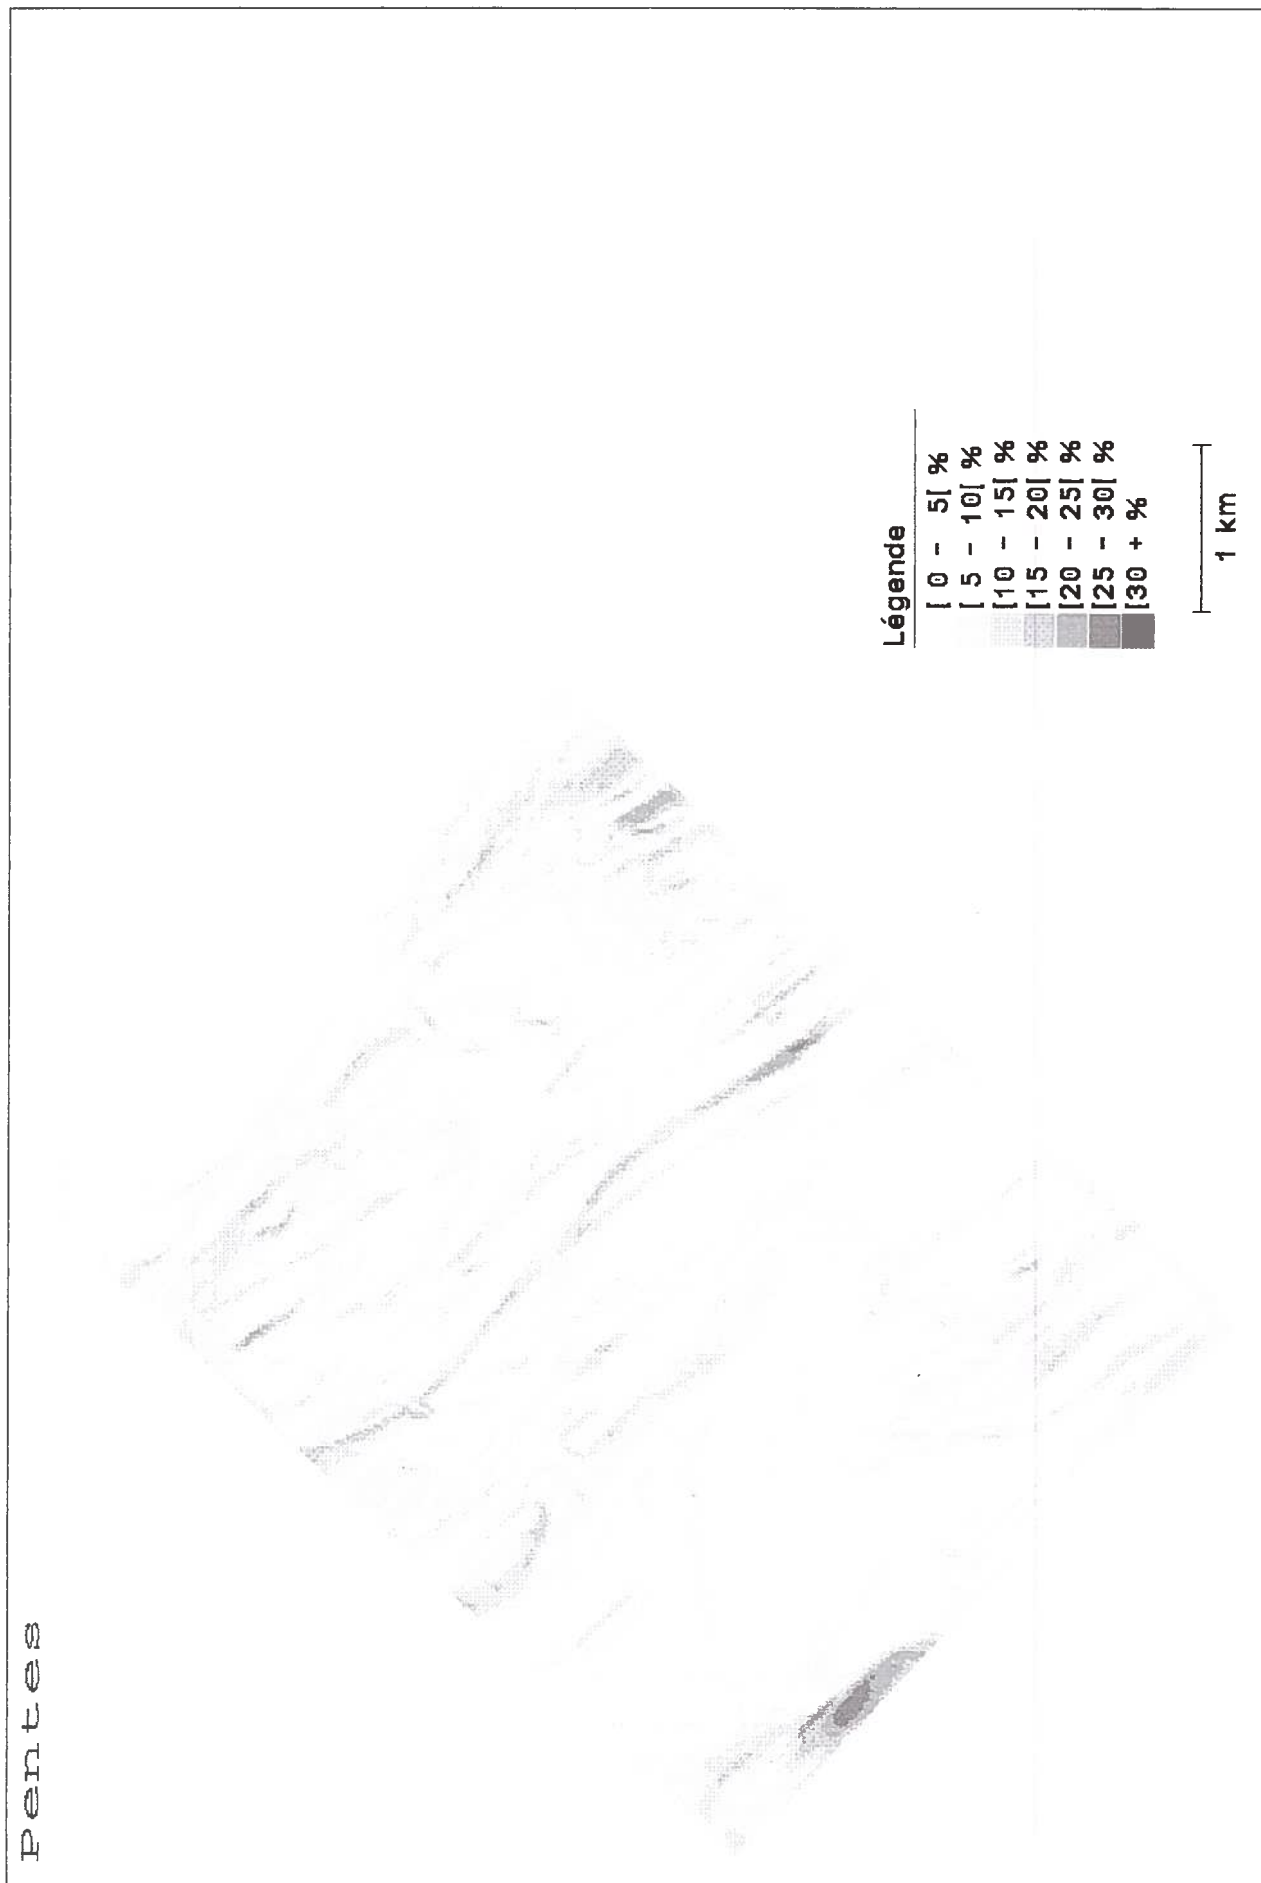 Pentes
Légende
[ 0 - 5[ %
[ 5 - 10[ %
[10 - 15[ %
[15 - 20[ %
[20 - 25[ %
[25 - 30[ %
[30 + %
1 km